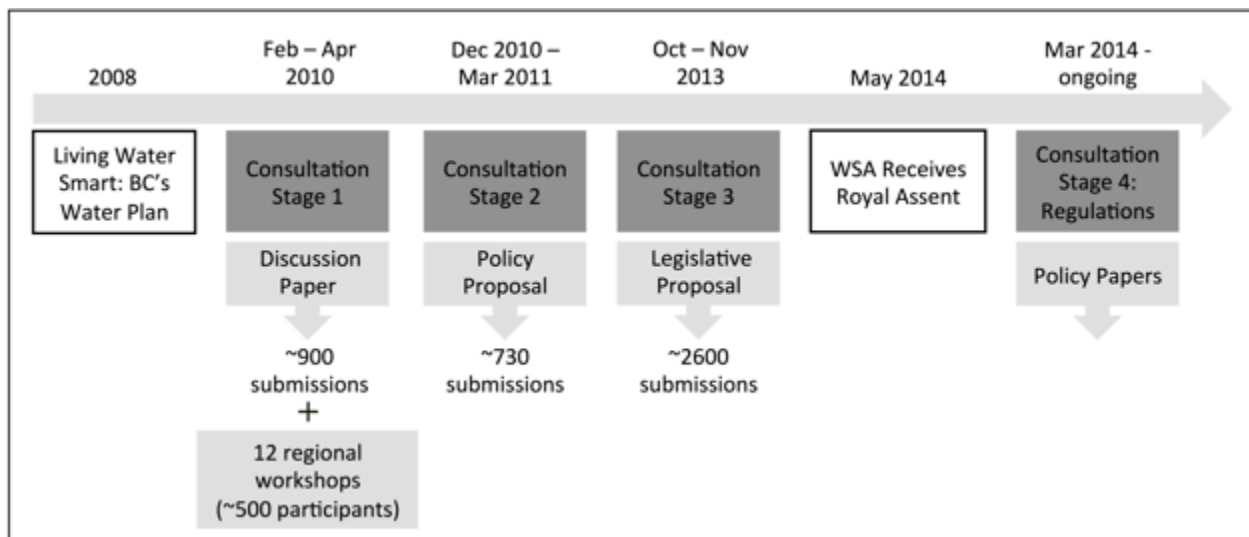 2008
Feb – Apr
2010
Dec 2010 –
Mar 2011
Oct – Nov
2013
May 2014
Mar 2014 -
ongoing
Living Water
Smart: BC's
Water Plan
Consultation
Stage 1
Consultation
Stage 2
Consultation
Stage 3
WSA Receives
Royal Assent
Consultation
Stage 4:
Regulations
Discussion
Paper
Policy
Proposal
Legislative
Proposal
Policy Papers
~900
submissions
~730
submissions
~2600
submissions
+
12 regional
workshops
(~500 participants)